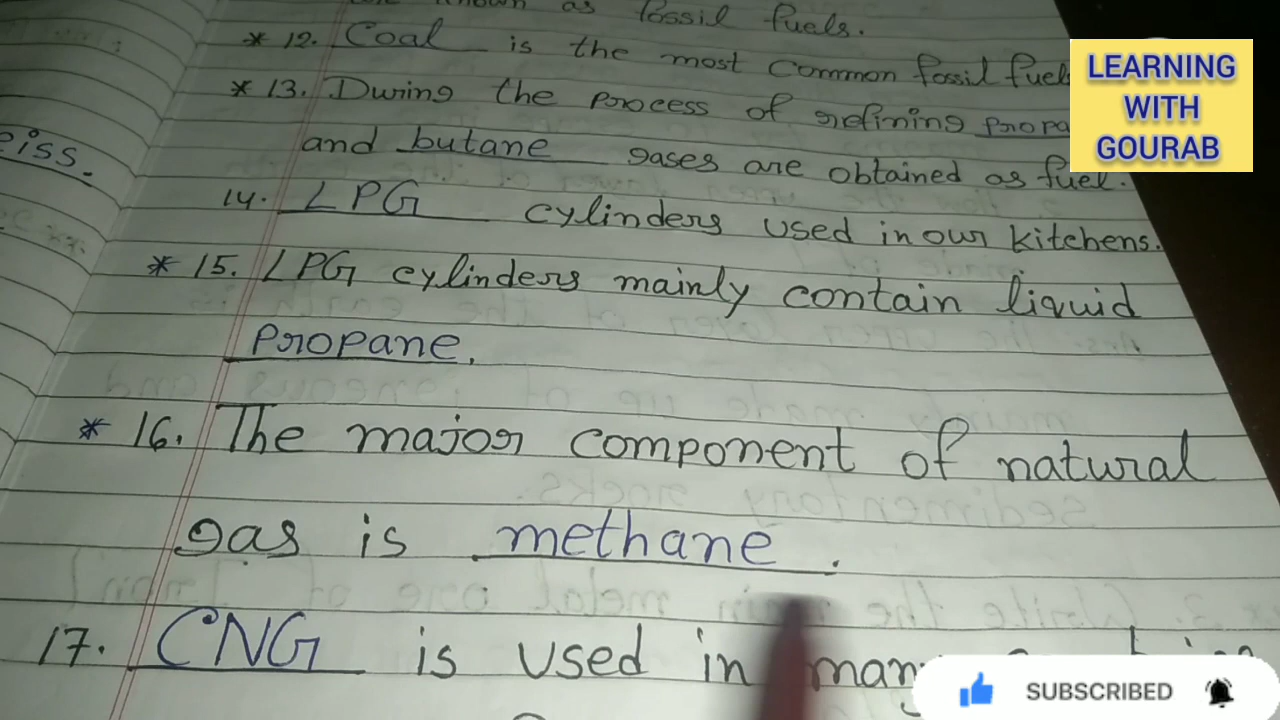 known as fossil fuels.
* 12. Coal is the most common fossil fuel
* 13. During the process of refining propa
and butane gases are obtained as fuel.
eiss.
14. LPG cylinders used in our kitchens.
* 15. LPG cylinders mainly contain liquid
propane.
* 16. The major component of natural
gas is methane.
17. CNG is used in many
LEARNING
WITH
GOURAB
SUBSCRIBED